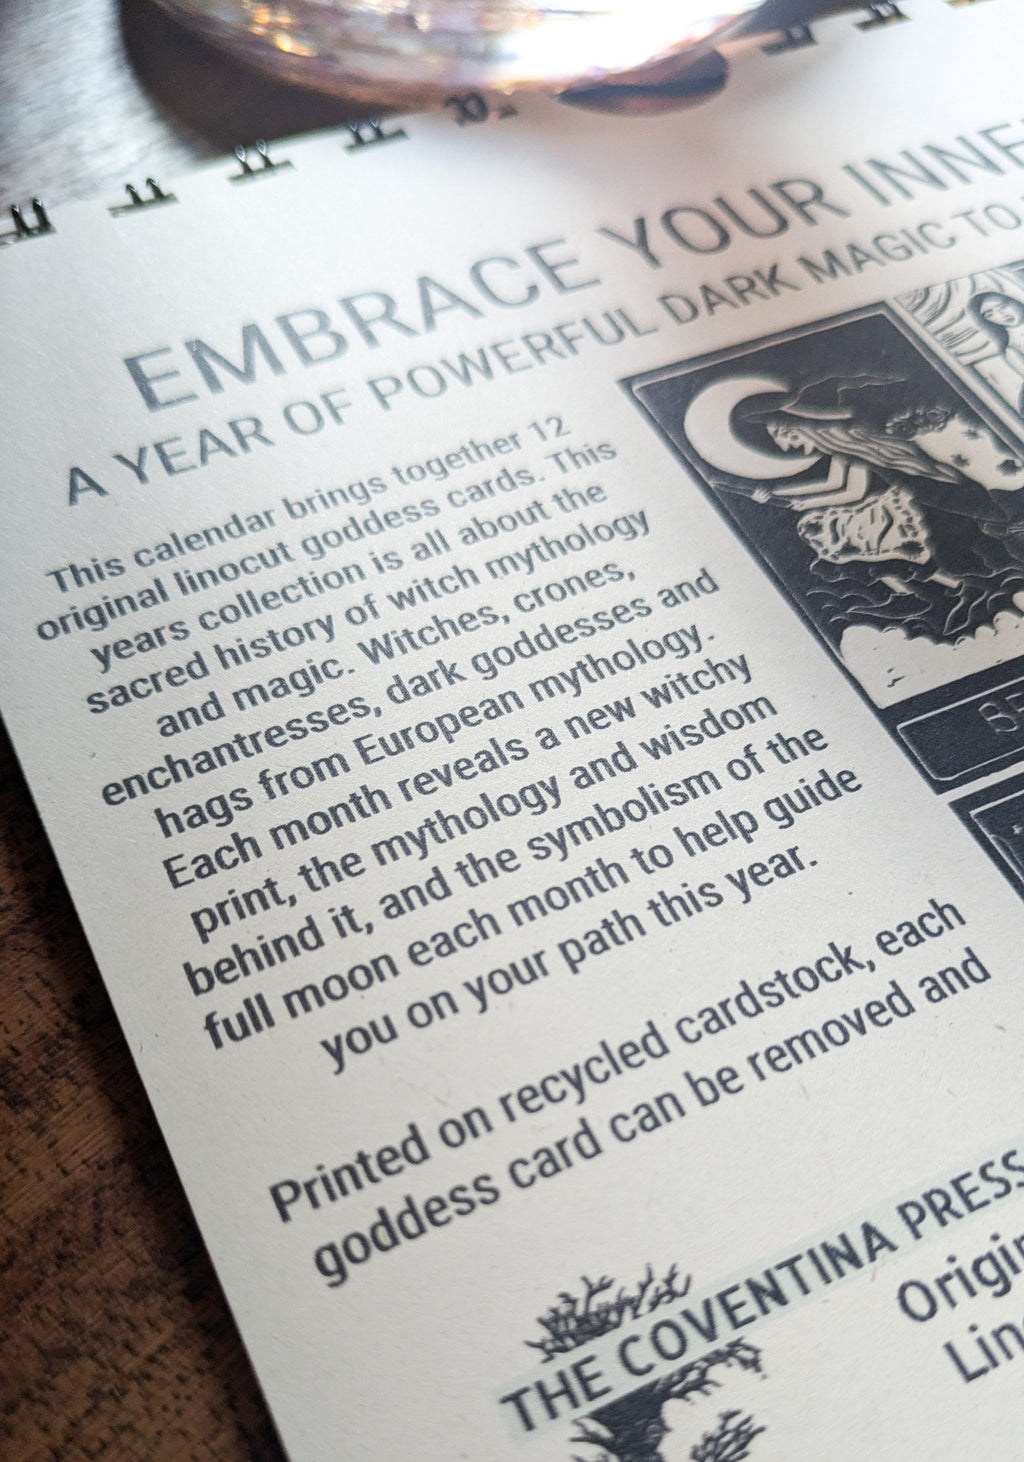 EMBRACE YOUR
A YEAR OF POWERFUL DARK MAGIC TO
This calendar brings together 12
original linocut goddess cards. This
years collection is all about the
sacred history of witch mythology
and magic. Witches, crones,
enchantresses, dark goddesses and
hags from European mythology.
Each month reveals a new witchy
print, the mythology and wisdom
behind it, and the symbolism of the
full moon each month to help guide
you on your path this year.
Printed on recycled cardstock, each
goddess card can be removed and
THE COVENTINA PRESS